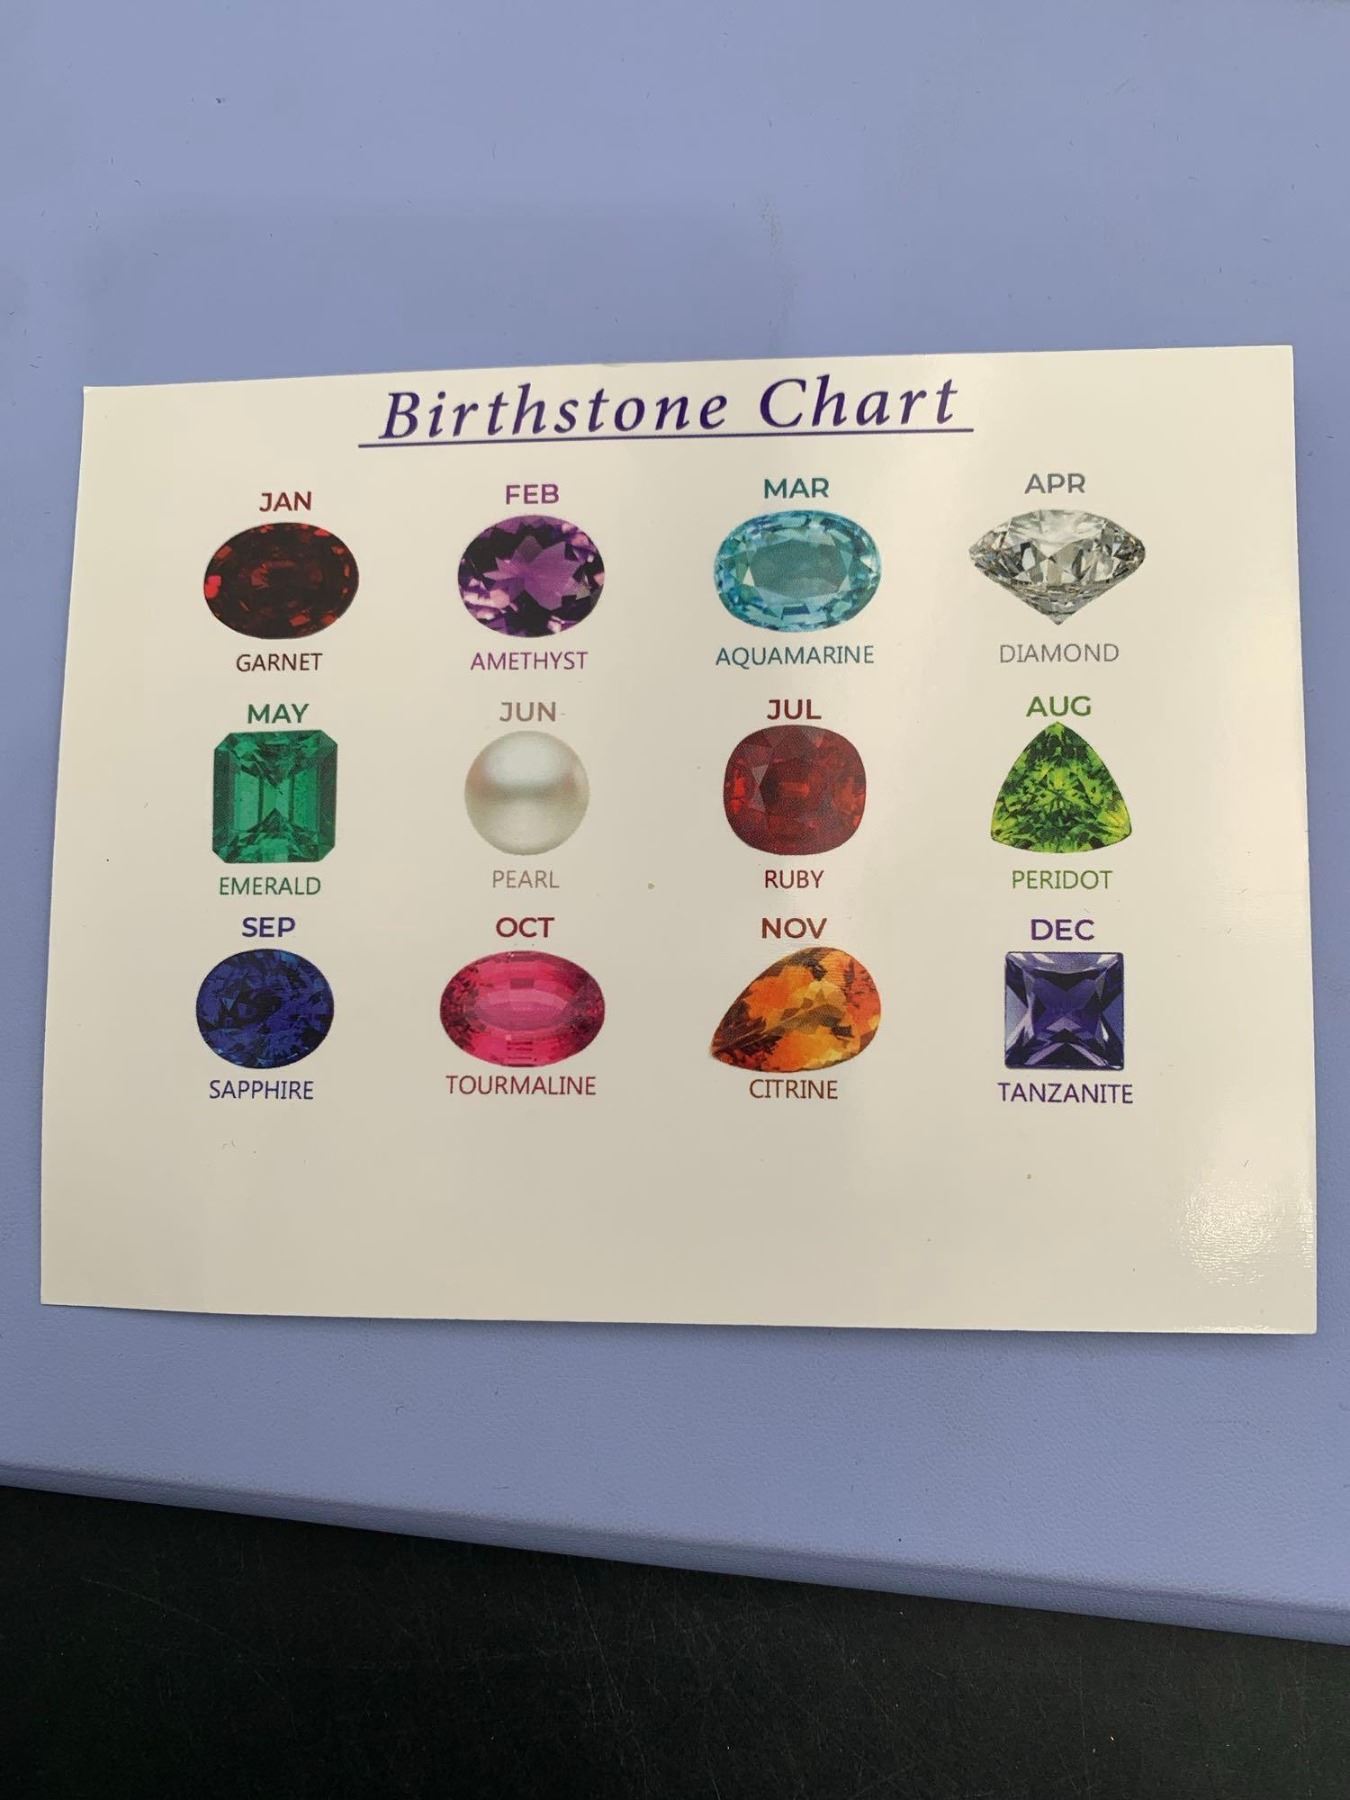 Birthstone Chart
JAN FEB MAR APR
GARNET AMETHYST AQUAMARINE DIAMOND
MAY JUN JUL AUG
EMERALD PEARL RUBY PERIDOT
SEP OCT NOV DEC
SAPPHIRE TOURMALINE CITRINE TANZANITE